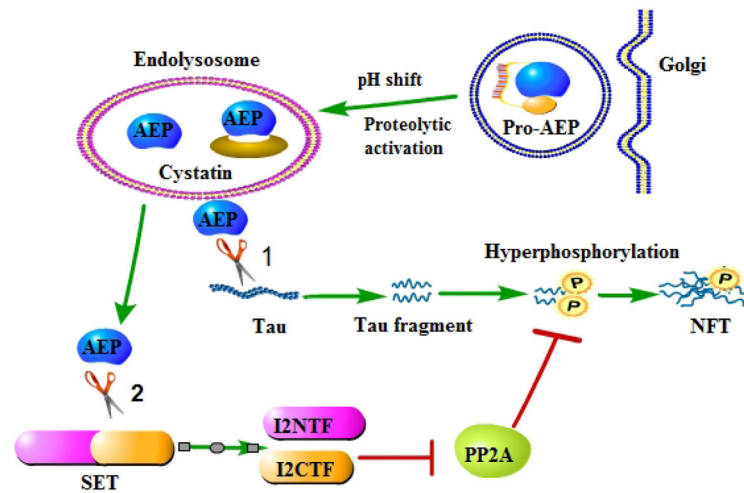 Endolysosome
Golgi
pH shift
Proteolytic
activation
Pro-AEP
AEP
AEP
Cystatin
AEP
1
Hyperphosphorylation
P
P
P
Tau
Tau fragment
NFT
AEP
2
I2NTF
I2CTF
PP2A
SET